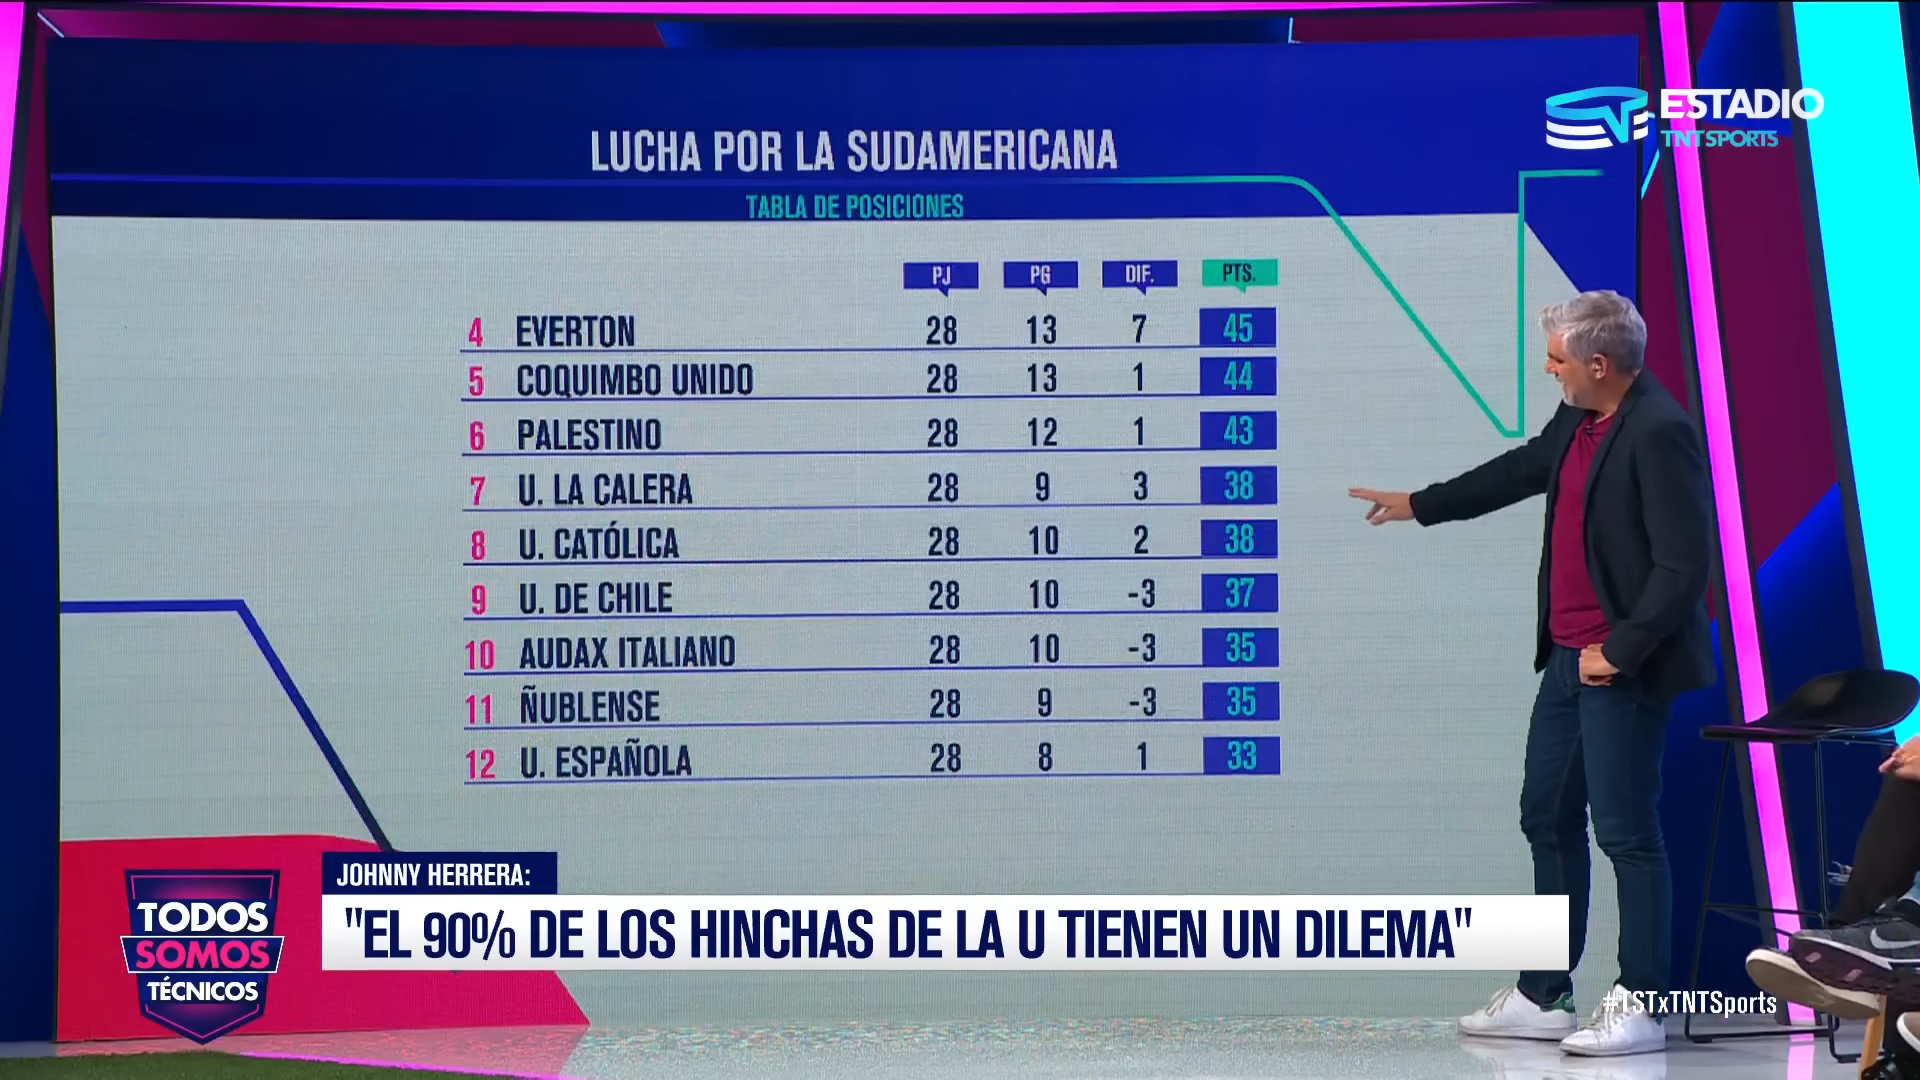 ESTADIO
TNT SPORTS
LUCHA POR LA SUDAMERICANA
TABLA DE POSICIONES
PJ PG DIF. PTS.
4 EVERTON 28 13 7 45
5 COQUIMBO UNIDO 28 13 1 44
6 PALESTINO 28 12 1 43
7 U. LA CALERA 28 9 3 38
8 U. CATÓLICA 28 10 2 38
9 U. DE CHILE 28 10 -3 37
10 AUDAX ITALIANO 28 10 -3 35
11 ÑUBLENSE 28 9 -3 35
12 U. ESPAÑOLA 28 8 1 33
JOHNNY HERRERA:
"EL 90% DE LOS HINCHAS DE LA U TIENEN UN DILEMA"
TODOS
SOMOS
TÉCNICOS
#TSTxTNTSports